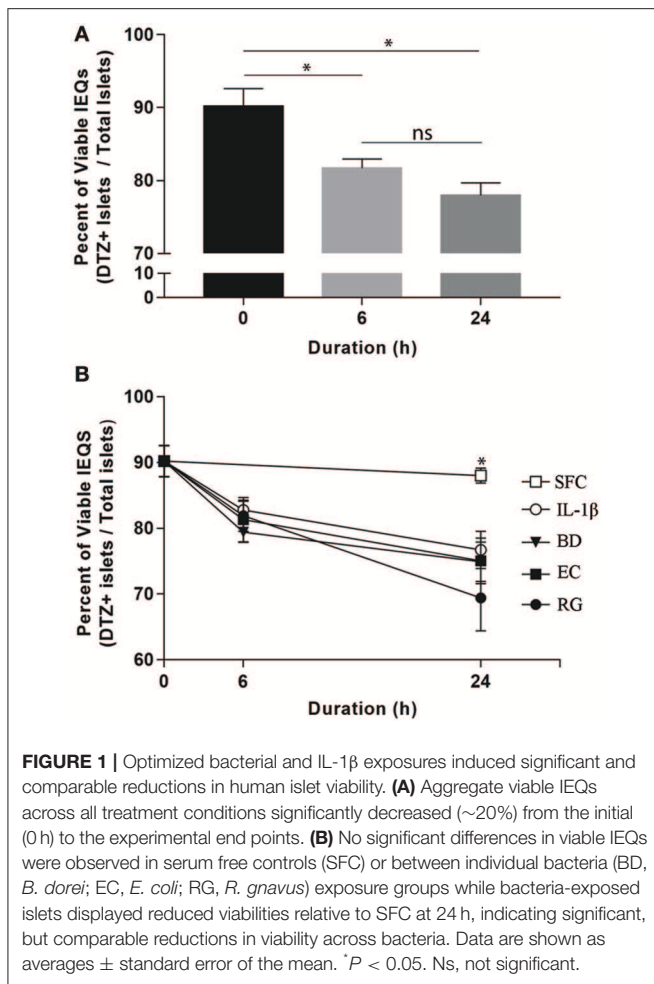 A
Pecent of Viable IEQs
(DTZ+ Islets / Total Islets)
100
90
80
70
10
0
*
*
ns
0 6 24
Duration (h)
B
Percent of Viable IEQS
(DTZ+ islets / Total islets)
100
90
80
70
60
*
SFC
IL-1β
BD
EC
RG
0 6 24
Duration (h)
FIGURE 1 | Optimized bacterial and IL-1β exposures induced significant and
comparable reductions in human islet viability. (A) Aggregate viable IEQs
across all treatment conditions significantly decreased (~20%) from the initial
(0 h) to the experimental end points. (B) No significant differences in viable IEQs
were observed in serum free controls (SFC) or between individual bacteria (BD,
B. dorei; EC, E. coli; RG, R. gnavus) exposure groups while bacteria-exposed
islets displayed reduced viabilities relative to SFC at 24 h, indicating significant,
but comparable reductions in viability across bacteria. Data are shown as
averages ± standard error of the mean. *P < 0.05. Ns, not significant.